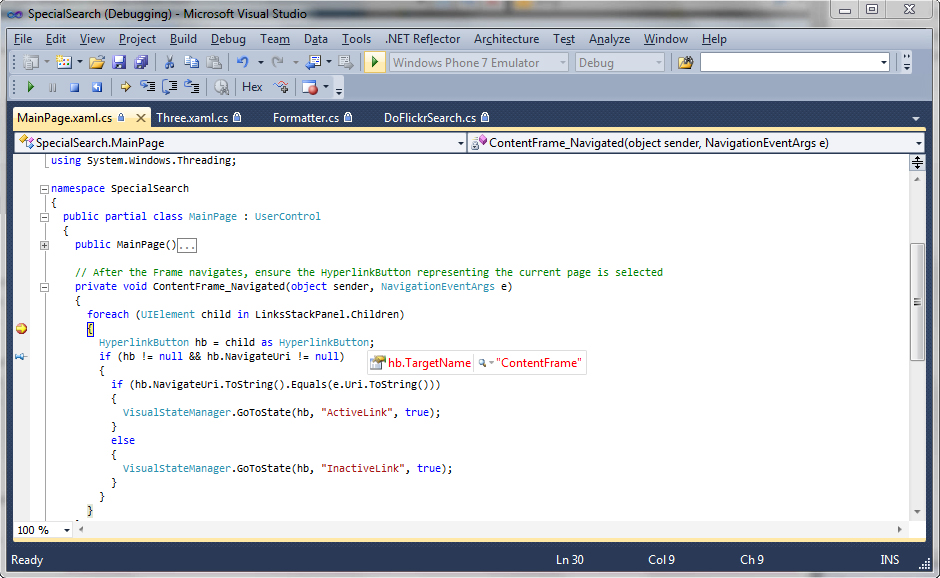 SpecialSearch (Debugging) - Microsoft Visual Studio
File Edit View Project Build Debug Team Data Tools .NET Reflector Architecture Test Analyze Window Help
Windows Phone 7 Emulator Debug
Hex
MainPage.xaml.cs Three.xaml.cs Formatter.cs DoFlickrSearch.cs
SpecialSearch.MainPage ContentFrame_Navigated(object sender, NavigationEventArgs e)
using System.Windows.Threading;
namespace SpecialSearch
{
public partial class MainPage : UserControl
{
public MainPage()...
// After the Frame navigates, ensure the HyperlinkButton representing the current page is selected
private void ContentFrame_Navigated(object sender, NavigationEventArgs e)
{
foreach (UIElement child in LinksStackPanel.Children)
{
HyperlinkButton hb = child as HyperlinkButton;
if (hb != null && hb.NavigateUri != null) hb.TargetName "ContentFrame"
{
if (hb.NavigateUri.ToString().Equals(e.Uri.ToString()))
{
VisualStateManager.GoToState(hb, "ActiveLink", true);
}
else
{
VisualStateManager.GoToState(hb, "InactiveLink", true);
}
}
}
100 %
Ready Ln 30 Col 9 Ch 9 INS